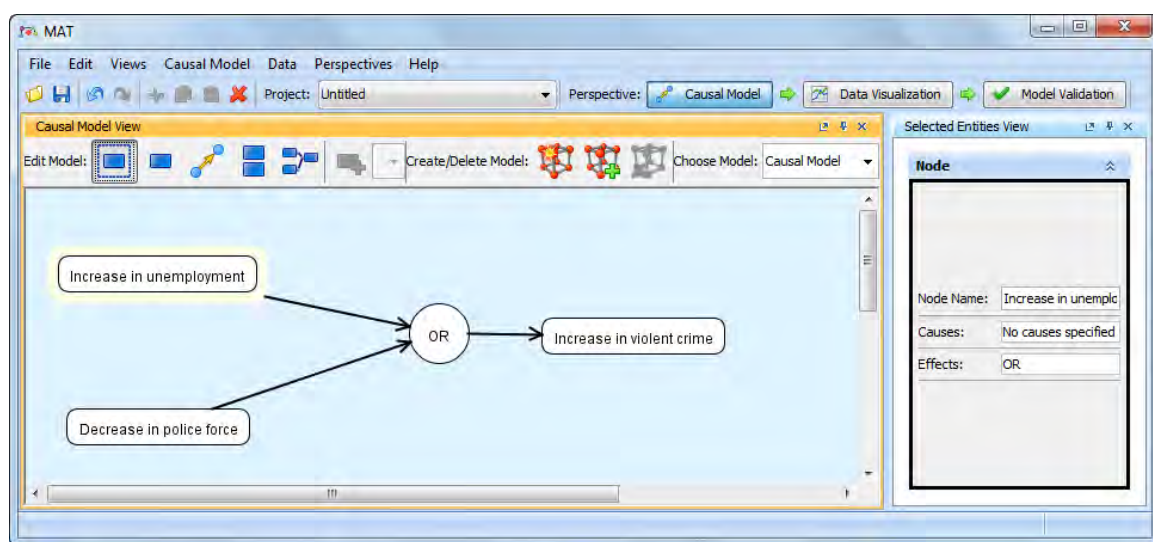 MAT
File Edit Views Causal Model Data Perspectives Help
Project: Untitled Perspective: Causal Model Data Visualization Model Validation
Causal Model View
Selected Entities View
Edit Model: Create/Delete Model: Choose Model: Causal Model
Node
Increase in unemployment
OR
Increase in violent crime
Decrease in police force
Node Name: Increase in unemplc
Causes: No causes specified
Effects: OR